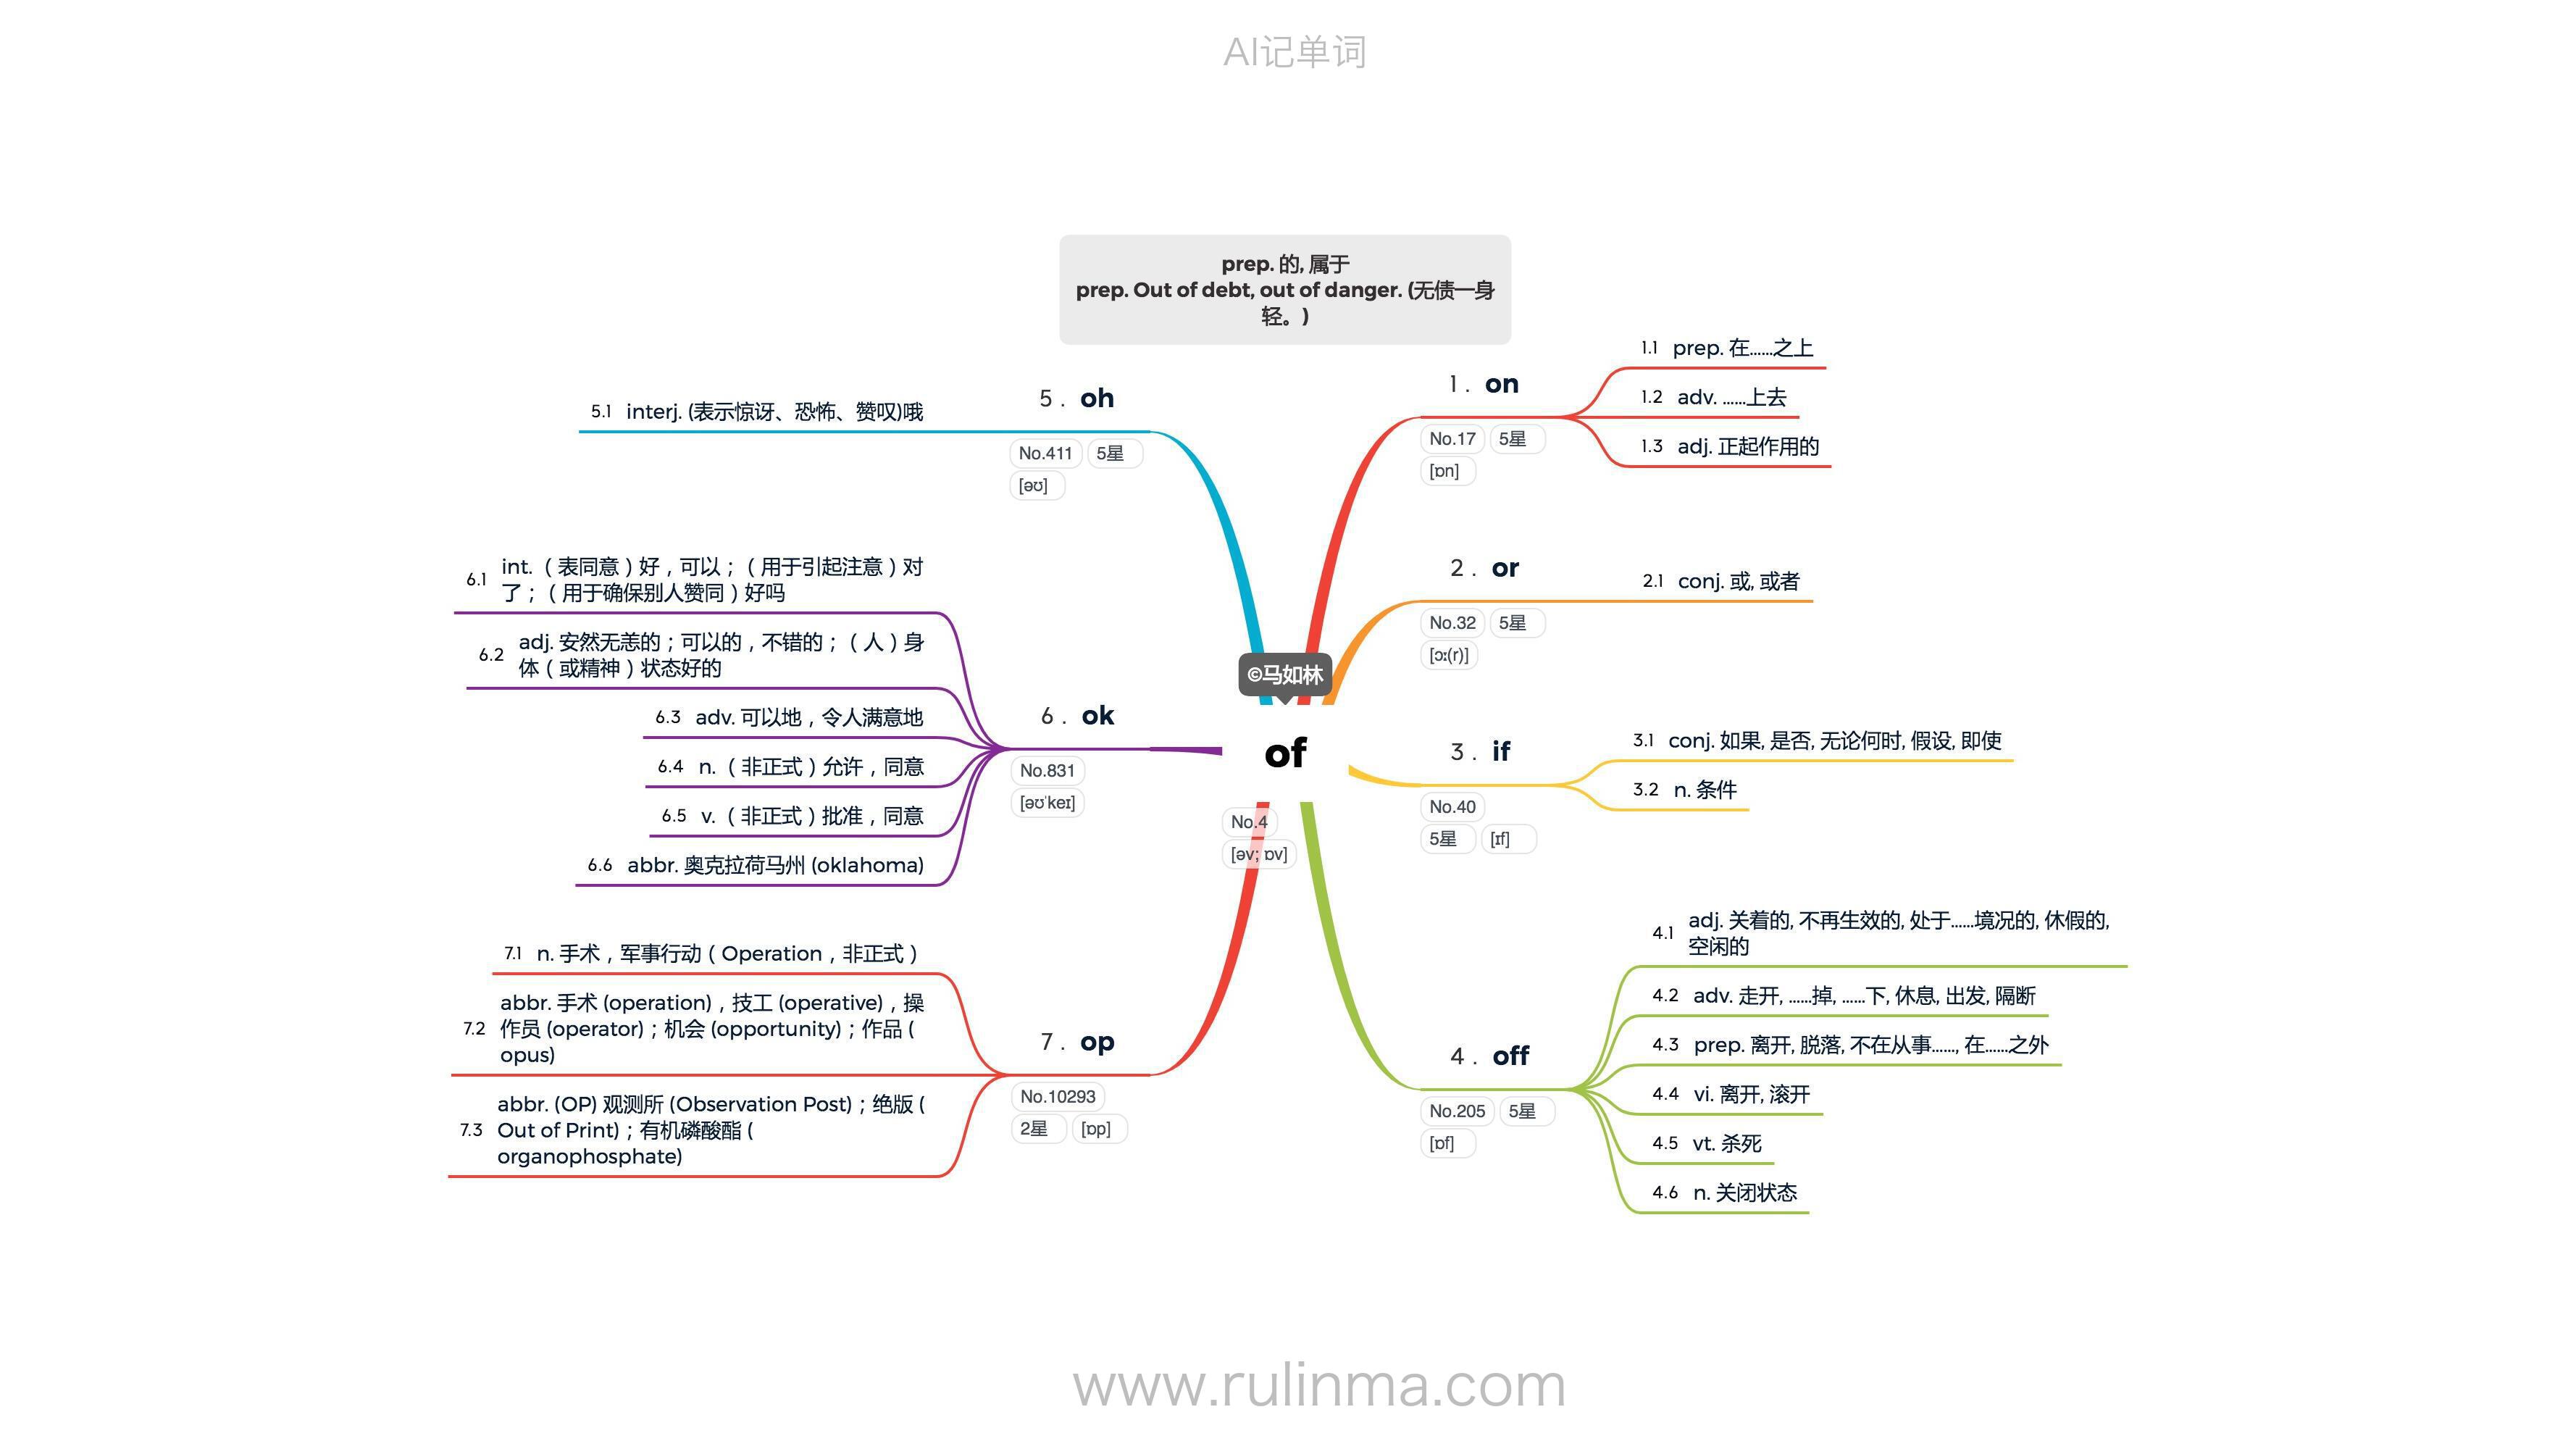 AI记单词
prep. 的, 属于
prep. Out of debt, out of danger. (无债一身
轻。)
©马如林
of
No.4
[əv; ɒv]
1 . on
No.17 5星
[ɒn]
1.1 prep. 在……之上
1.2 adv. ……上去
1.3 adj. 正起作用的
2 . or
No.32 5星
[ɔː(r)]
2.1 conj. 或, 或者
3 . if
No.40
5星 [ɪf]
3.1 conj. 如果, 是否, 无论何时, 假设, 即使
3.2 n. 条件
4 . off
No.205 5星
[ɒf]
4.1 adj. 关着的, 不再生效的, 处于……境况的, 休假的,
空闲的
4.2 adv. 走开, ……掉, ……下, 休息, 出发, 隔断
4.3 prep. 离开, 脱落, 不在从事……, 在……之外
4.4 vi. 离开, 滚开
4.5 vt. 杀死
4.6 n. 关闭状态
5 . oh
No.411 5星
[əʊ]
5.1 interj. (表示惊讶、恐怖、赞叹)哦
6 . ok
No.831
[əʊˈkeɪ]
6.1 int.（表同意）好，可以；（用于引起注意）对
了；（用于确保别人赞同）好吗
6.2 adj. 安然无恙的；可以的，不错的；（人）身
体（或精神）状态好的
6.3 adv. 可以地，令人满意地
6.4 n.（非正式）允许，同意
6.5 v.（非正式）批准，同意
6.6 abbr. 奥克拉荷马州 (oklahoma)
7 . op
No.10293
2星 [ɒp]
7.1 n. 手术，军事行动（Operation，非正式）
7.2 abbr. 手术 (operation)，技工 (operative)，操
作员 (operator)；机会 (opportunity)；作品 (
opus)
7.3 abbr. (OP) 观测所 (Observation Post)；绝版 (
Out of Print)；有机磷酸酯 (
organophosphate)
www.rulinma.com